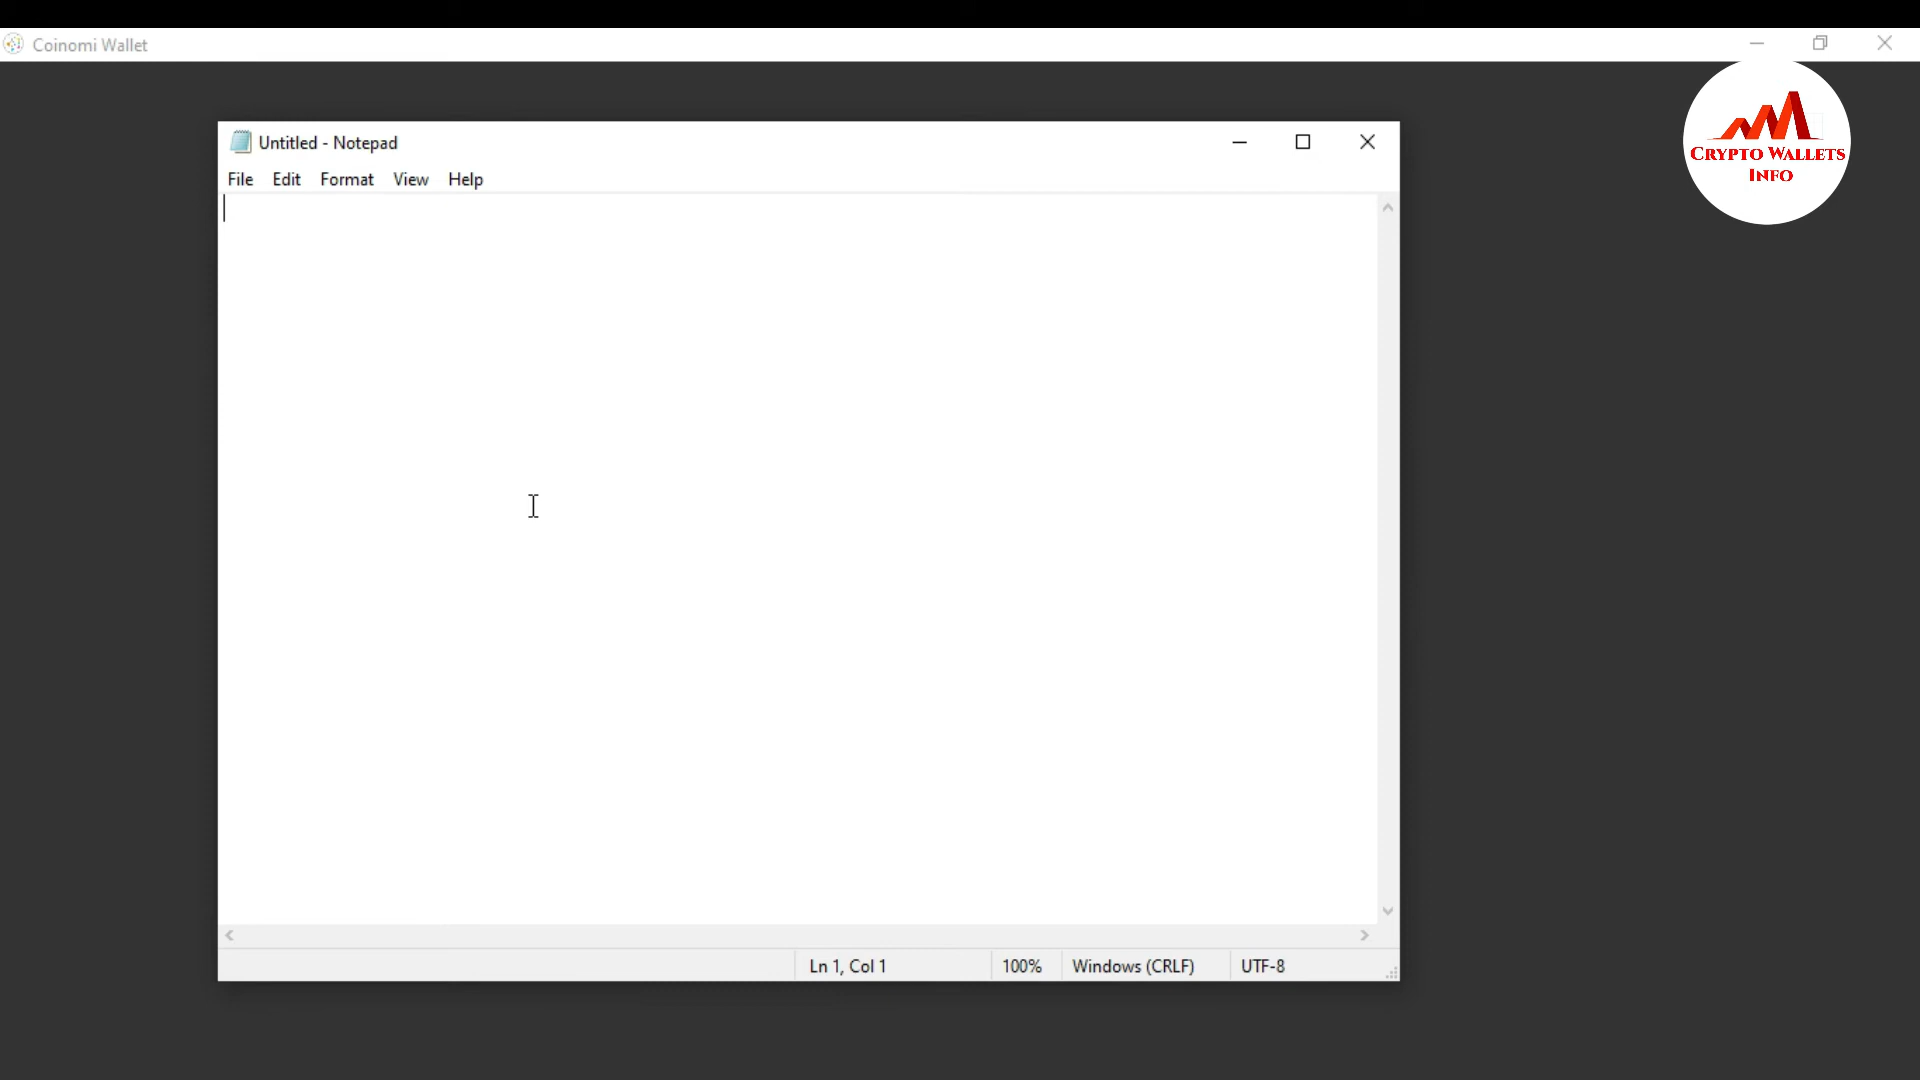 Coinomi Wallet
CRYPTO WALLETS
INFO
Untitled - Notepad
File Edit Format View Help
Ln 1, Col 1 100% Windows (CRLF) UTF-8